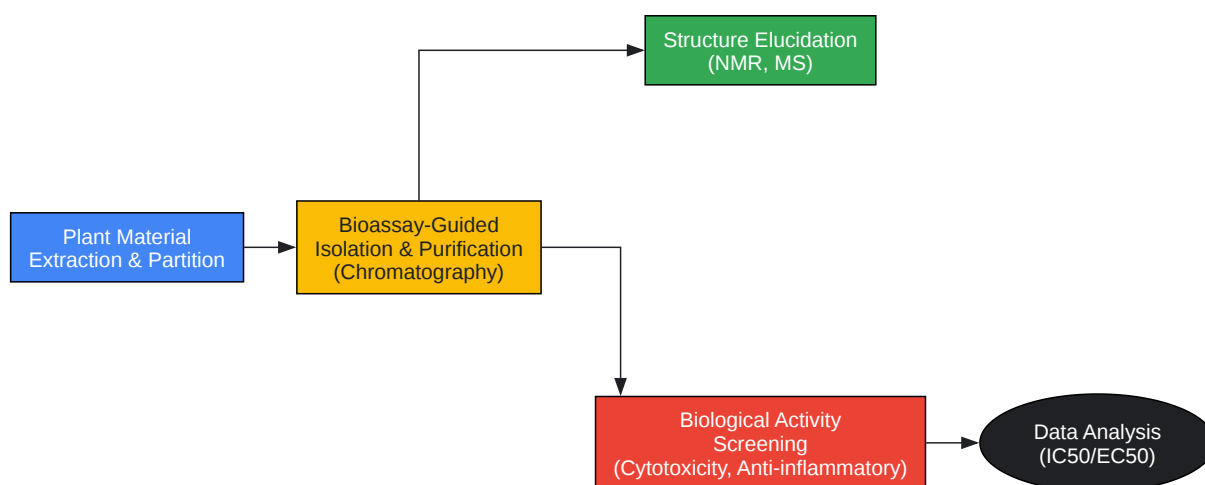 Structure Elucidation
(NMR, MS)
Plant Material
Extraction & Partition
Bioassay-Guided
Isolation & Purification
(Chromatography)
Biological Activity
Screening
(Cytotoxicity, Anti-inflammatory)
Data Analysis
(IC50/EC50)